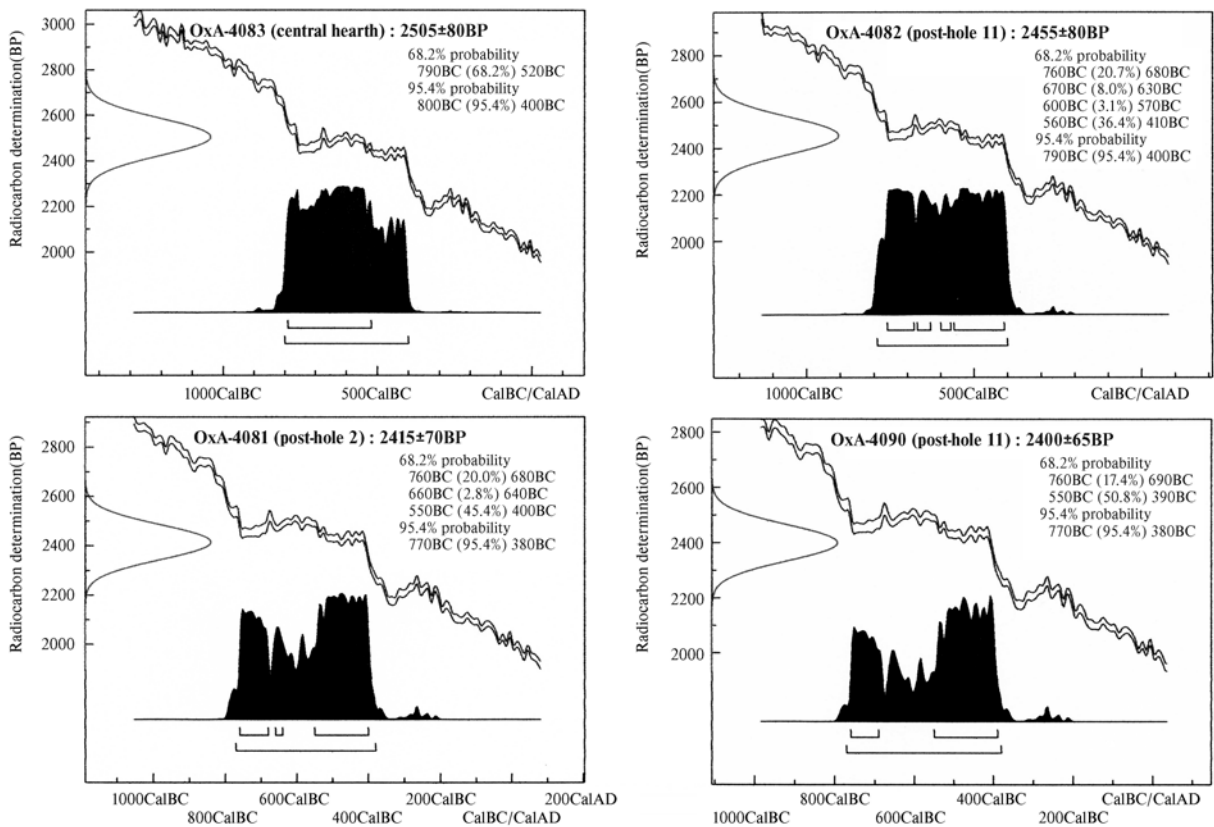 Radiocarbon determination(BP)
3000
2800
2600
2400
2200
2000
OxA-4083 (central hearth) : 2505±80BP
68.2% probability
790BC (68.2%) 520BC
95.4% probability
800BC (95.4%) 400BC
1000CalBC
500CalBC
CalBC/CalAD
Radiocarbon determination(BP)
2800
2600
2400
2200
2000
OxA-4082 (post-hole 11) : 2455±80BP
68.2% probability
760BC (20.7%) 680BC
670BC (8.0%) 630BC
600BC (3.1%) 570BC
560BC (36.4%) 410BC
95.4% probability
790BC (95.4%) 400BC
1000CalBC
500CalBC
CalBC/CalAD
Radiocarbon determination(BP)
2800
2600
2400
2200
2000
OxA-4081 (post-hole 2) : 2415±70BP
68.2% probability
760BC (20.0%) 680BC
660BC (2.8%) 640BC
550BC (45.4%) 400BC
95.4% probability
770BC (95.4%) 380BC
1000CalBC
600CalBC
200CalBC
200CalAD
800CalBC
400CalBC
CalBC/CalAD
Radiocarbon determination(BP)
2800
2600
2400
2200
2000
OxA-4090 (post-hole 11) : 2400±65BP
68.2% probability
760BC (17.4%) 690BC
550BC (50.8%) 390BC
95.4% probability
770BC (95.4%) 380BC
800CalBC
400CalBC
CalBC/CalAD
1000CalBC
600CalBC
200CalBC